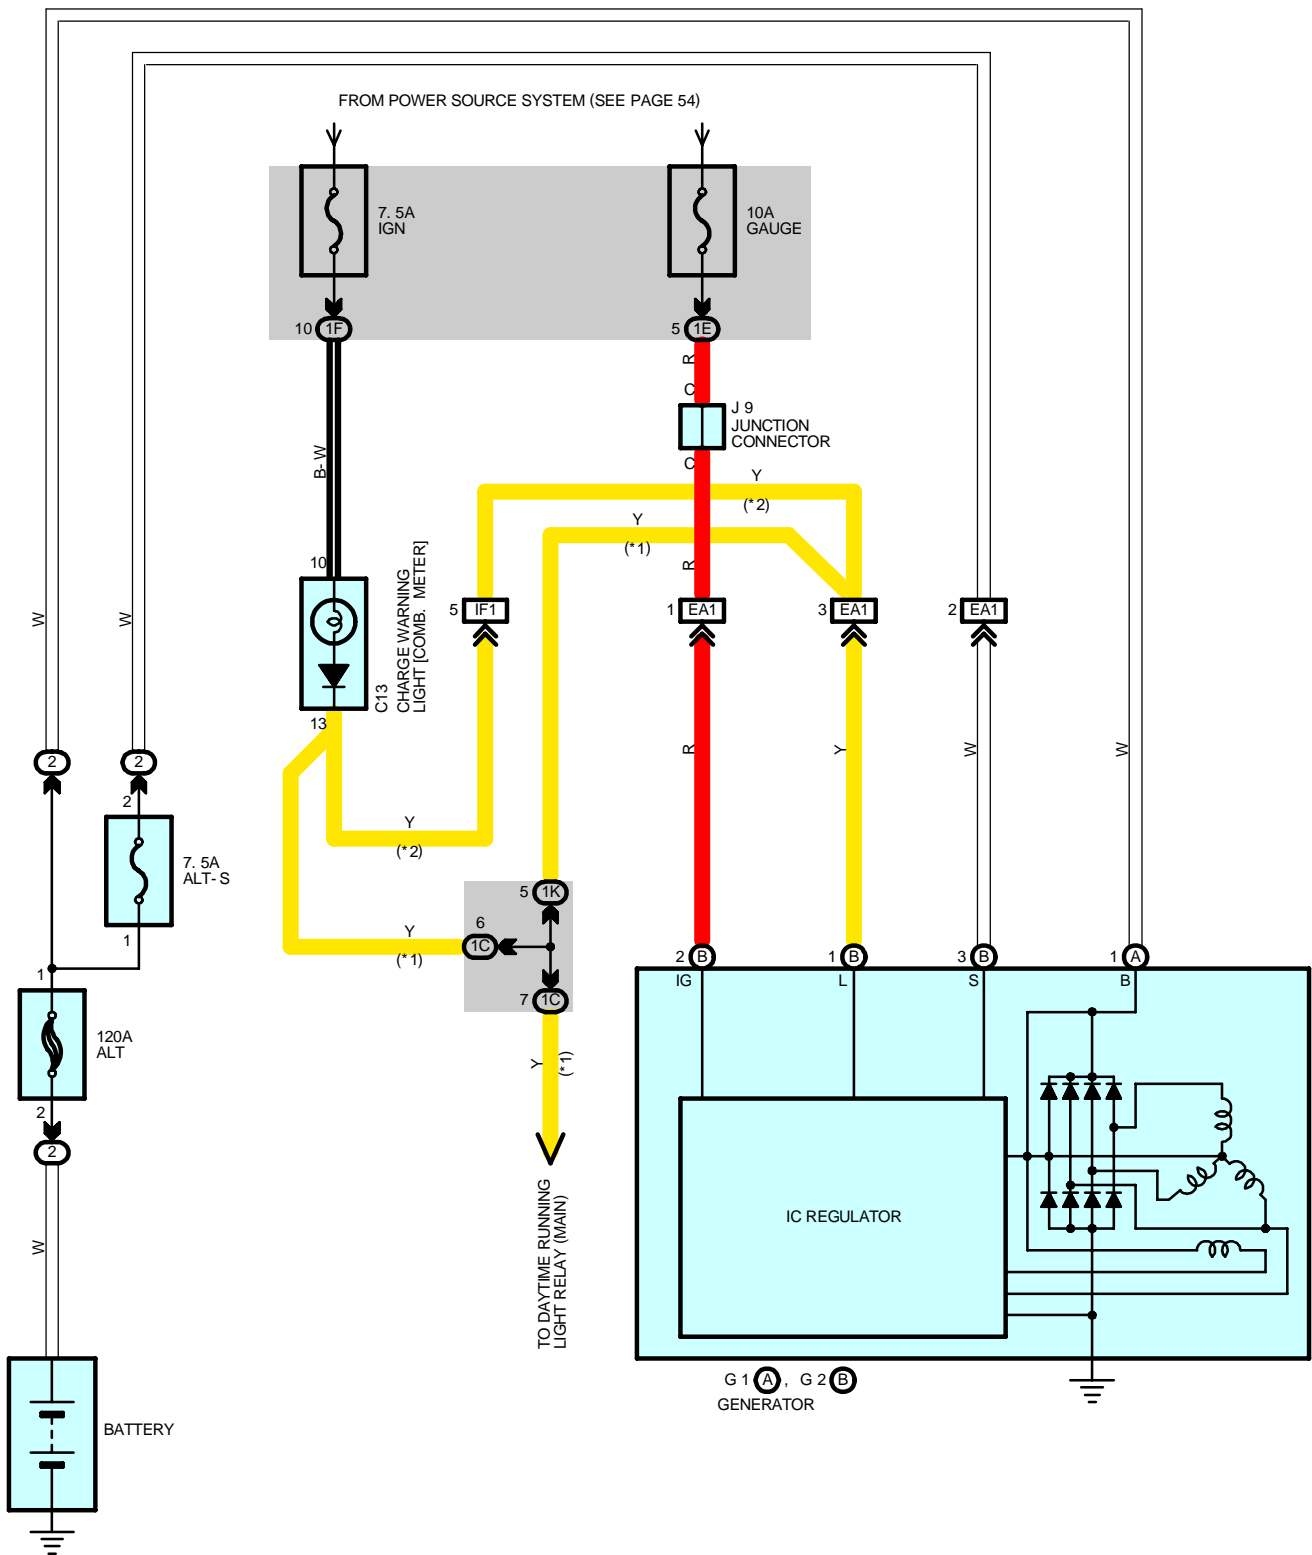 FROM POWER SOURCE SYSTEM (SEE PAGE 54)
7. 5A
IGN
10A
GAUGE
10 1F
5 1E
R
C
J 9
JUNCTION
CONNECTOR
C
B- W
Y
(*2)
Y
(*1)
R
10
5 IF1
1 EA1
3 EA1
2 EA1
W
W
C13
CHARGE WARNING
LIGHT [COMB. METER]
13
R
Y
W
W
2
2
2
7. 5A
ALT- S
1
Y
(*2)
5 1K
6
1C
Y
(*1)
7 1C
2 B
1 B
3 B
1 A
IG
L
S
B
1
120A
ALT
2
2
Y
(*1)
TO DAYTIME RUNNING
LIGHT RELAY (MAIN)
IC REGULATOR
W
G 1 A , G 2 B
GENERATOR
BATTERY